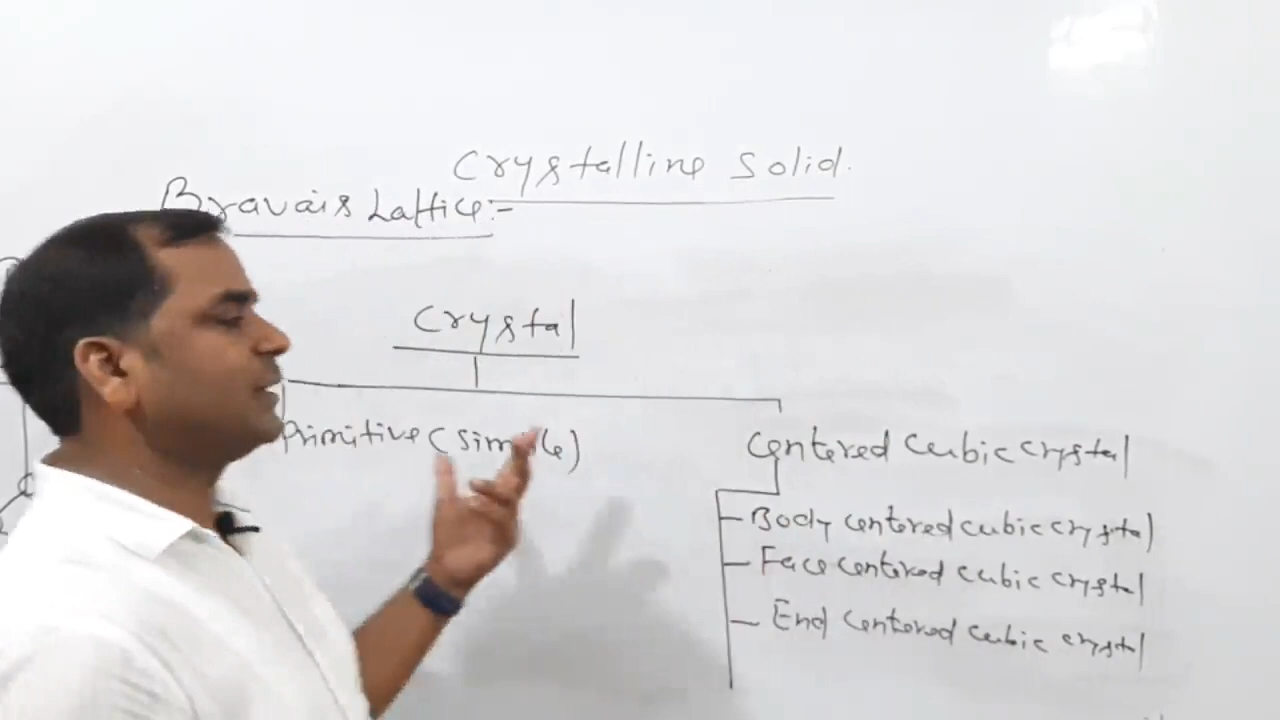 Crystalline Solid.
Bravais Lattice:-
Crystal
Primitive (Simple)
Centered Cubic Crystal
Body centered cubic crystal
Face centered cubic crystal
End centered cubic crystal